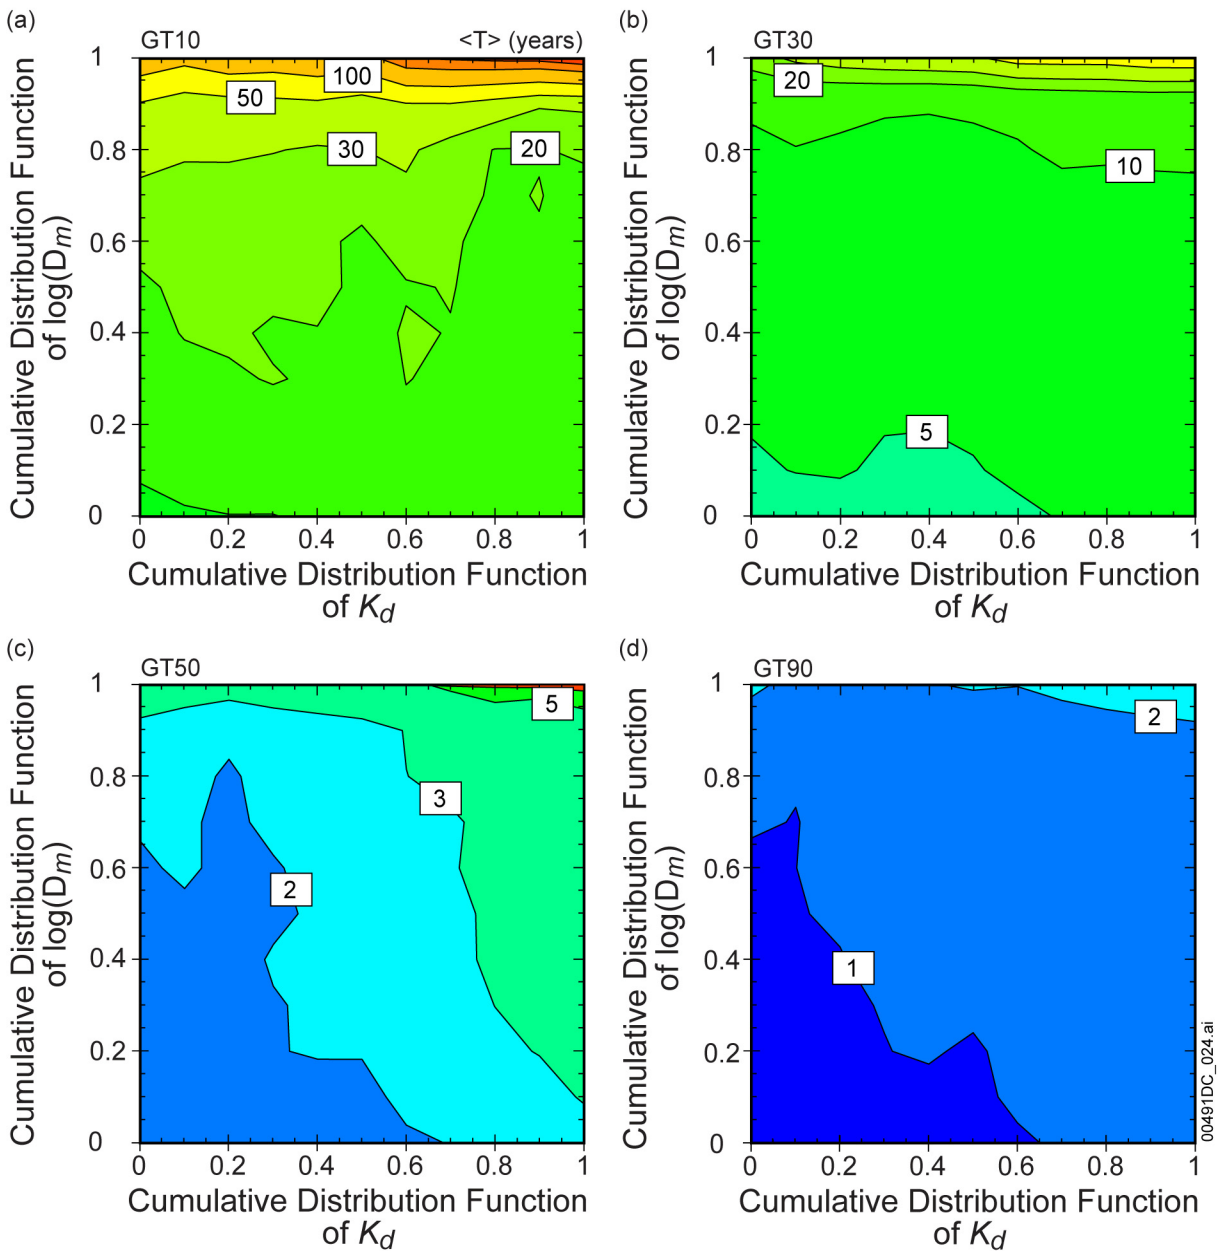 (a)
GT10 <T> (years)
1
0.8
0.6
0.4
0.2
0
100
50
30
20
0 0.2 0.4 0.6 0.8 1
Cumulative Distribution Function
of log(Dm)
Cumulative Distribution Function
of Kd
(b)
GT30
1
0.8
0.6
0.4
0.2
0
20
10
5
0 0.2 0.4 0.6 0.8 1
Cumulative Distribution Function
of log(Dm)
Cumulative Distribution Function
of Kd
(c)
GT50
1
0.8
0.6
0.4
0.2
0
5
3
2
0 0.2 0.4 0.6 0.8 1
Cumulative Distribution Function
of log(Dm)
Cumulative Distribution Function
of Kd
(d)
GT90
1
0.8
0.6
0.4
0.2
0
2
1
0 0.2 0.4 0.6 0.8 1
Cumulative Distribution Function
of log(Dm)
Cumulative Distribution Function
of Kd
00491DC_024.ai